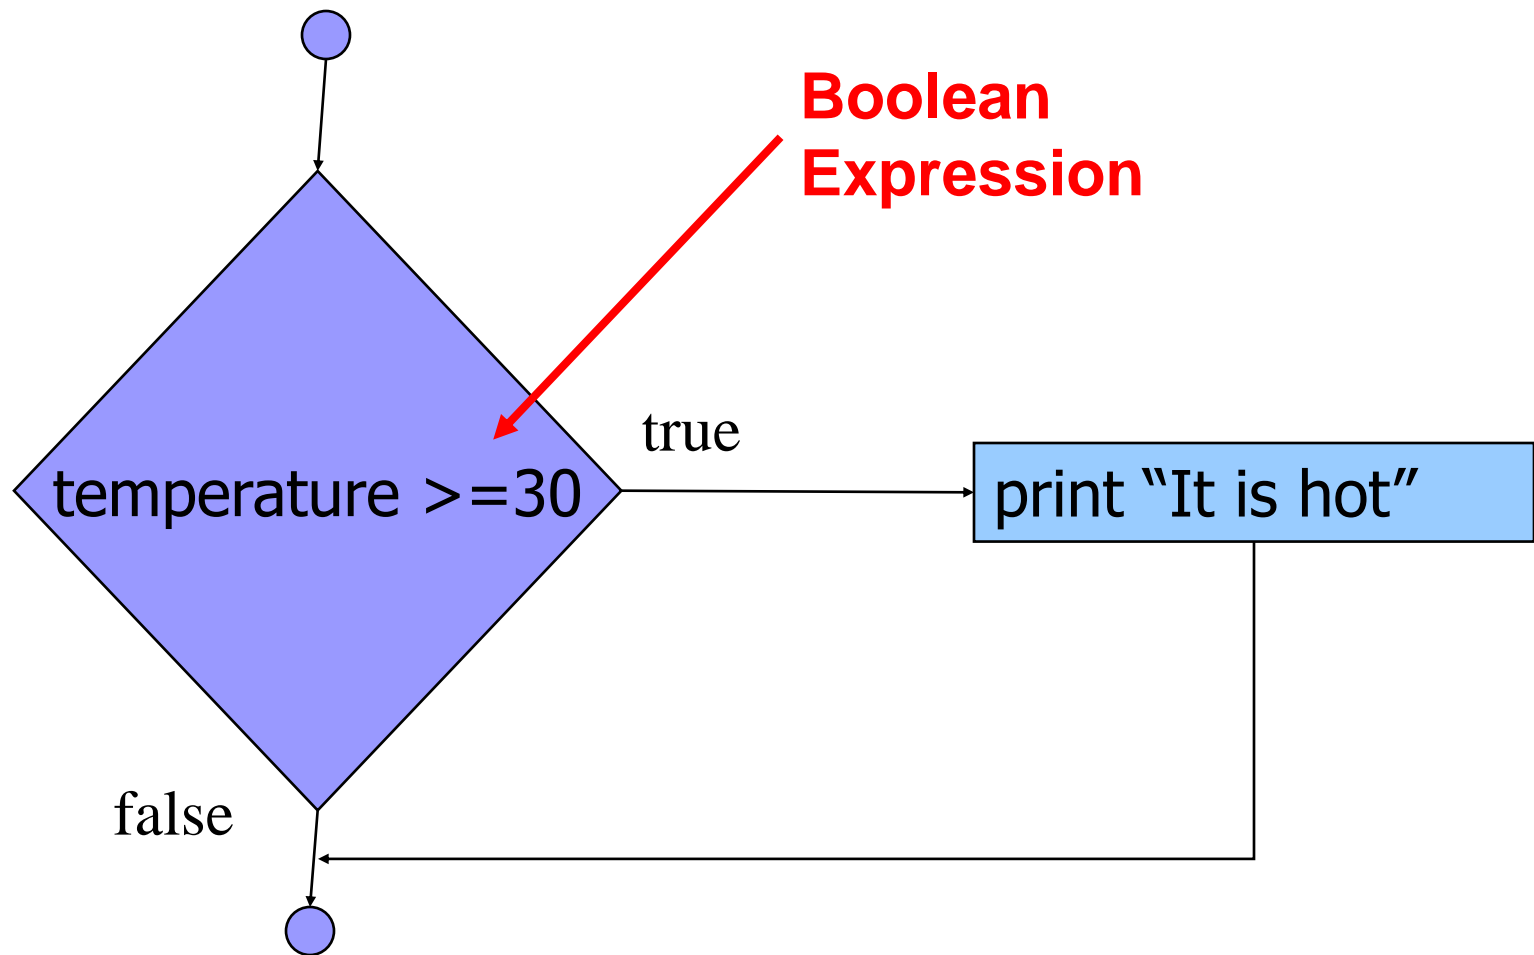 Boolean
Expression
true
temperature >=30
print “It is hot”
false